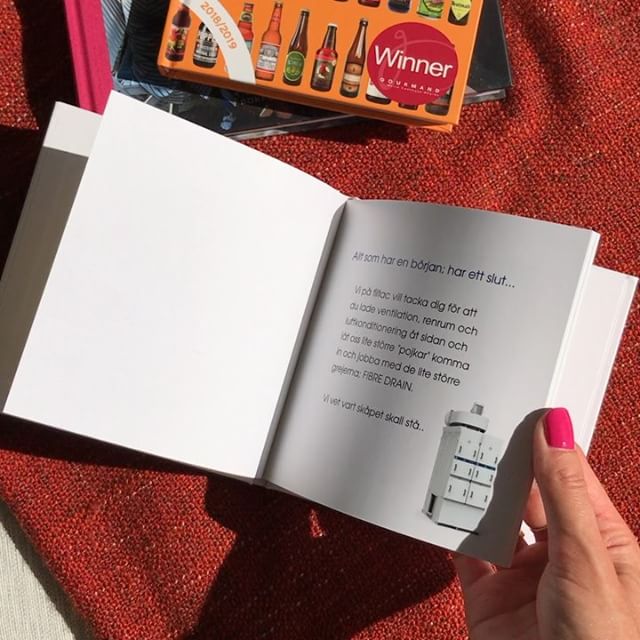 2018/2019
Winner
GOURMAND
Allt som har en början; har ett slut...
Vi på filtac vill tacka dig för att
du lade ventilation, renrum och
luftkonditionering åt sidan och
lät oss lite större "pojkar" komma
in och jobba med de lite större
grejerna; FIBRE DRAIN.
Vi vet vart skåpet skall stå..